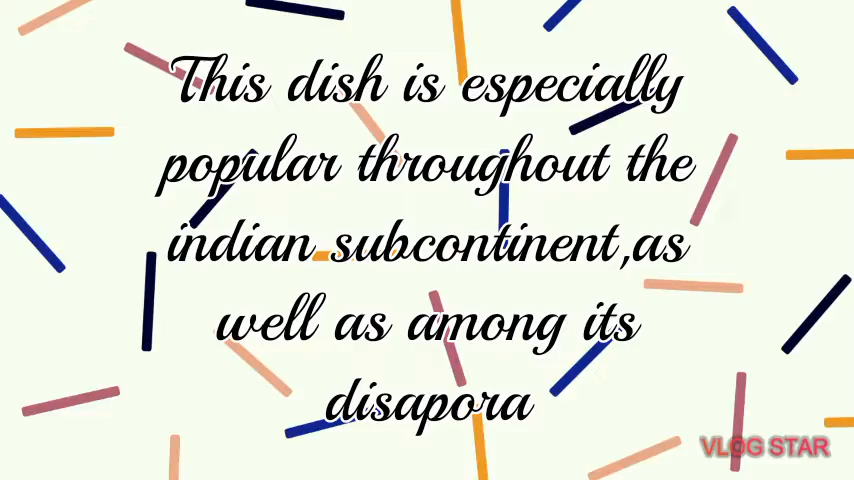 This dish is especially
popular throughout the
indian subcontinent,as
well as among its
disapora
VLOG STAR